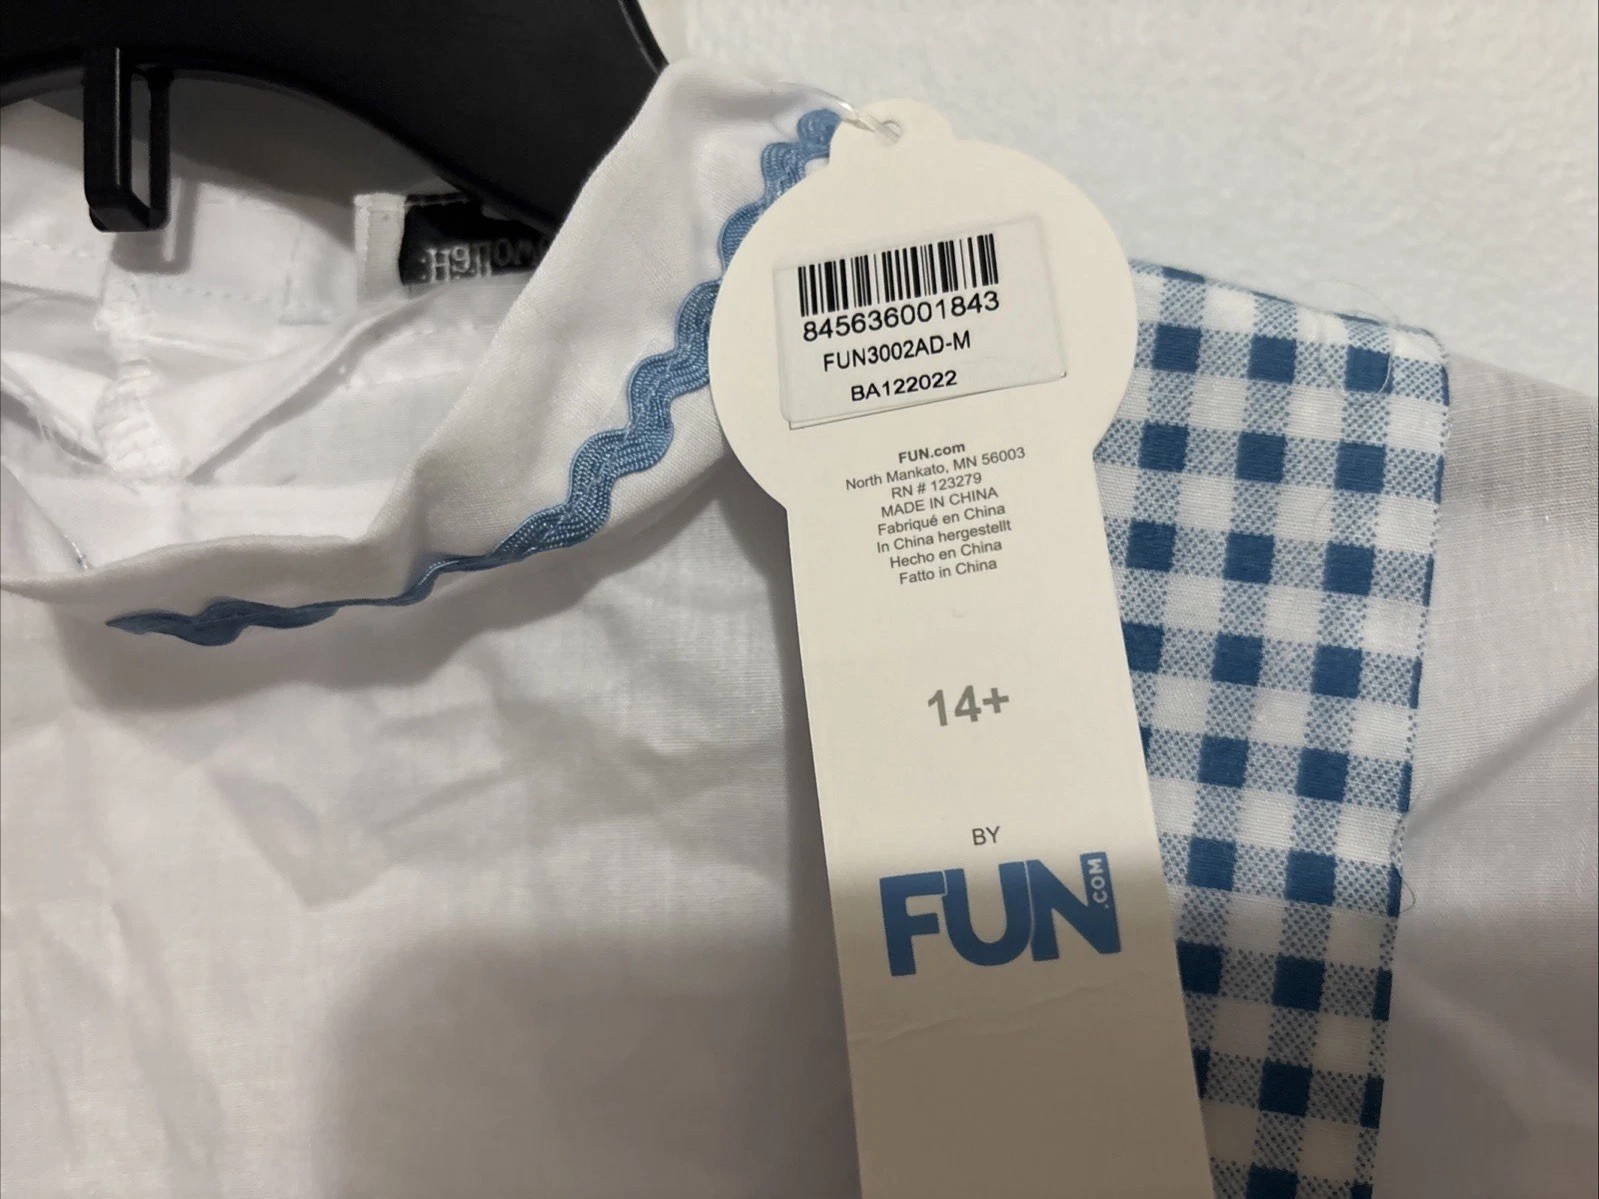 845636001843
FUN3002AD-M
BA122022
FUN.com
North Mankato, MN 56003
RN # 123279
MADE IN CHINA
Fabriqué en China
In China hergestellt
Hecho en China
Fatto in China
14+
BY
FUN.COM